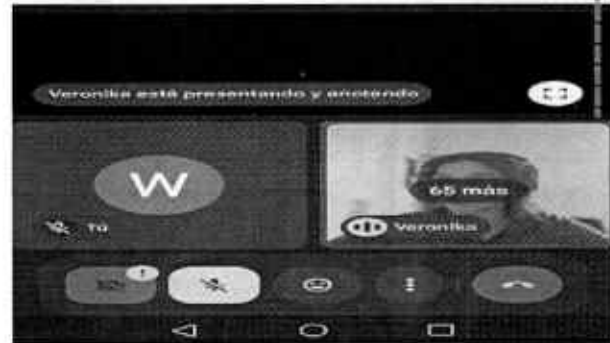 Veronika está presentando y anotando
W
65 más
Tú
Veronika